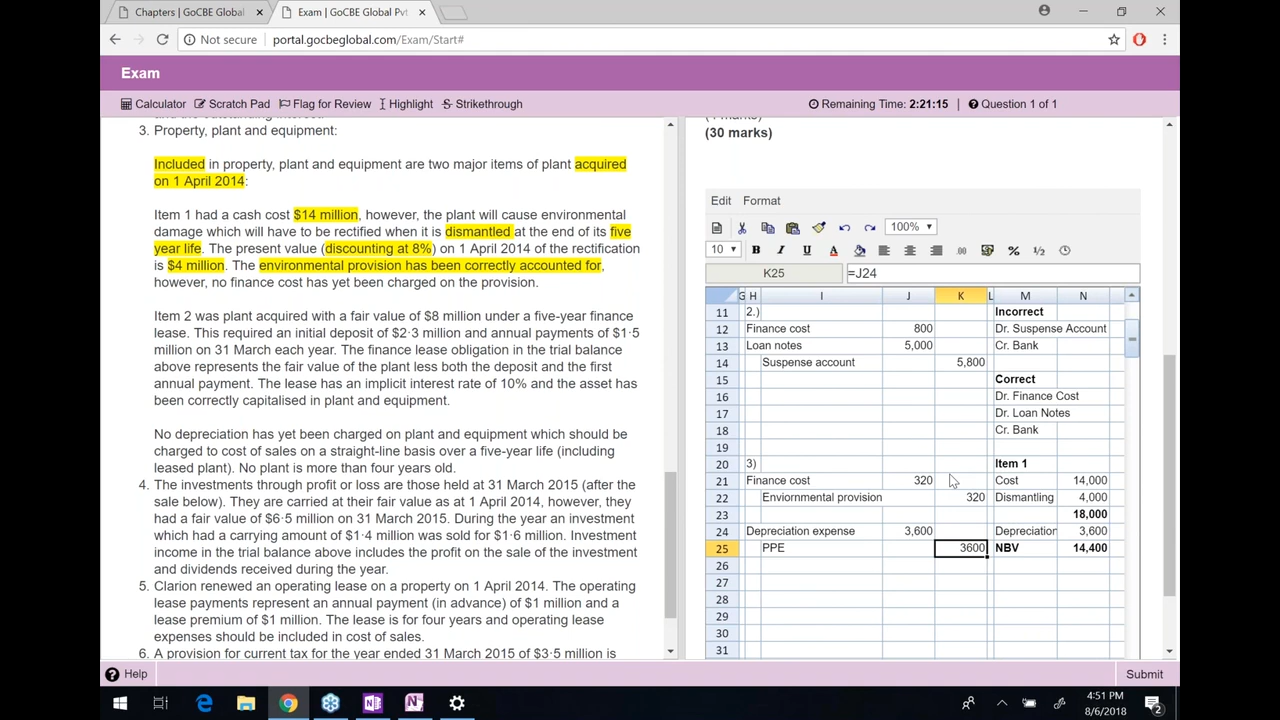 Chapters | GoCBE Global
Exam | GoCBE Global Pvt
Not secure
portal.gocbeglobal.com/Exam/Start#
Exam
Calculator
Scratch Pad
Flag for Review
Highlight
Strikethrough
Remaining Time: 2:21:15
Question 1 of 1
3. Property, plant and equipment:
Included in property, plant and equipment are two major items of plant acquired
on 1 April 2014:
Item 1 had a cash cost $14 million, however, the plant will cause environmental
damage which will have to be rectified when it is dismantled at the end of its five
year life. The present value (discounting at 8%) on 1 April 2014 of the rectification
is $4 million. The environmental provision has been correctly accounted for,
however, no finance cost has yet been charged on the provision.
Item 2 was plant acquired with a fair value of $8 million under a five-year finance
lease. This required an initial deposit of $2·3 million and annual payments of $1·5
million on 31 March each year. The finance lease obligation in the trial balance
above represents the fair value of the plant less both the deposit and the first
annual payment. The lease has an implicit interest rate of 10% and the asset has
been correctly capitalised in plant and equipment.
No depreciation has yet been charged on plant and equipment which should be
charged to cost of sales on a straight-line basis over a five-year life (including
leased plant). No plant is more than four years old.
4. The investments through profit or loss are those held at 31 March 2015 (after the
sale below). They are carried at their fair value as at 1 April 2014, however, they
had a fair value of $6·5 million on 31 March 2015. During the year an investment
which had a carrying amount of $1·4 million was sold for $1·6 million. Investment
income in the trial balance above includes the profit on the sale of the investment
and dividends received during the year.
5. Clarion renewed an operating lease on a property on 1 April 2014. The operating
lease payments represent an annual payment (in advance) of $1 million and a
lease premium of $1 million. The lease is for four years and operating lease
expenses should be included in cost of sales.
6. A provision for current tax for the year ended 31 March 2015 of $3·5 million is
(30 marks)
Edit Format
100%
10 B I U A .00 % 1/2
K25 =J24
G H I J K L M N
11 2.) Incorrect
12 Finance cost 800 Dr. Suspense Account
13 Loan notes 5,000 Cr. Bank
14 Suspense account 5,800
15 Correct
16 Dr. Finance Cost
17 Dr. Loan Notes
18 Cr. Bank
19
20 3) Item 1
21 Finance cost 320 Cost 14,000
22 Enviornmental provision 320 Dismantling 4,000
23 18,000
24 Depreciation expense 3,600 Depreciation 3,600
25 PPE 3600 NBV 14,400
26
27
28
29
30
31
Help
Submit
4:51 PM
8/6/2018
2